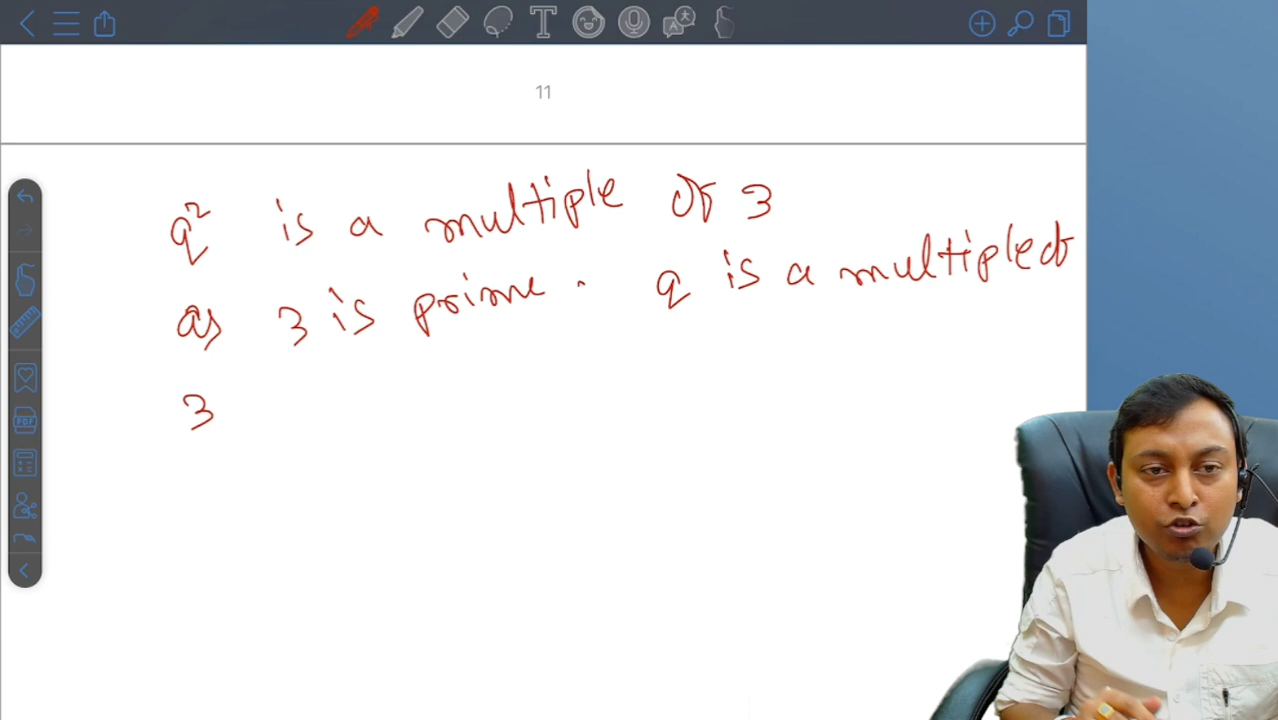 11
q² is a multiple of 3
as 3 is prime. q is a multiple of
3